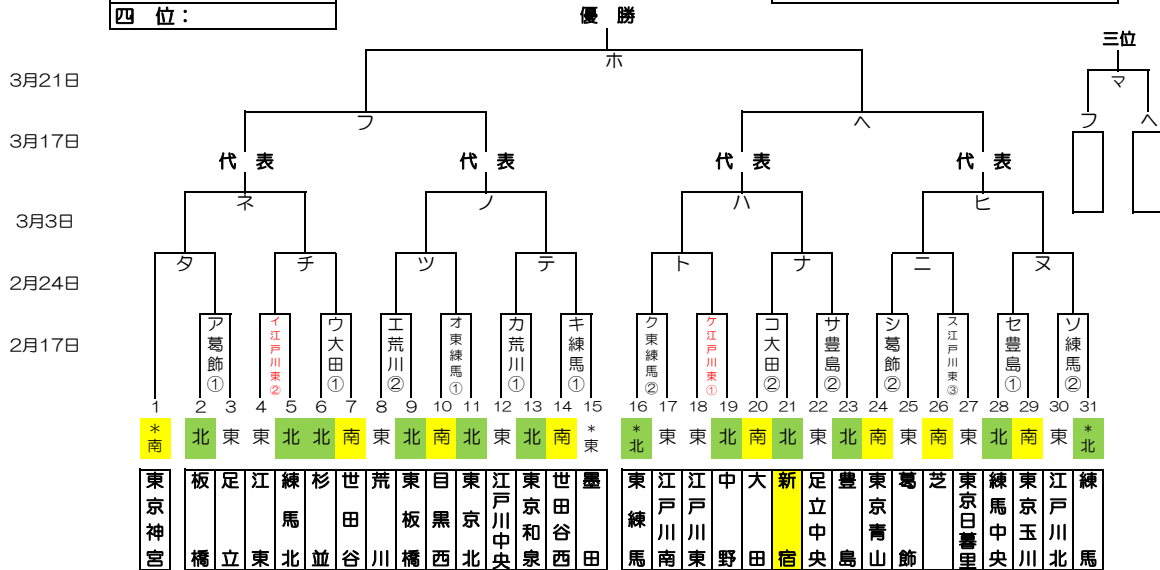 四 位：
優 勝
三位
ホ
3月21日
マ
フ
ヘ
フ
ヘ
3月17日
代 表
代 表
代 表
代 表
ネ
ノ
ハ
ヒ
3月3日
タ
チ
ツ
テ
ト
ナ
ニ
ヌ
2月24日
ア葛飾①
イ江戸川東②
ウ大田①
エ荒川②
オ東練馬①
カ荒川①
キ練馬①
ク東練馬②
ケ江戸川東①
コ大田②
サ豊島②
シ葛飾②
ス江戸川東③
セ豊島①
ソ練馬②
2月17日
1 2 3 4 5 6 7 8 9 10 11 12 13 14 15 16 17 18 19 20 21 22 23 24 25 26 27 28 29 30 31
*南 北 東 東 北 北 南 東 北 南 北 東 北 南 *東 *北 東 東 北 南 北 東 北 南 東 南 東 北 南 東 *北
東京神宮
板橋
足立
江東
練馬北
杉並
世田谷
荒川
東板橋
目黒西
東京北
江戸川中央
東京和泉
世田谷西
墨田
東練馬
江戸川南
江戸川東
中野
大田
新宿
足立中央
豊島
東京青山
葛飾
芝
東京日暮里
練馬中央
東京玉川
江戸川北
練馬